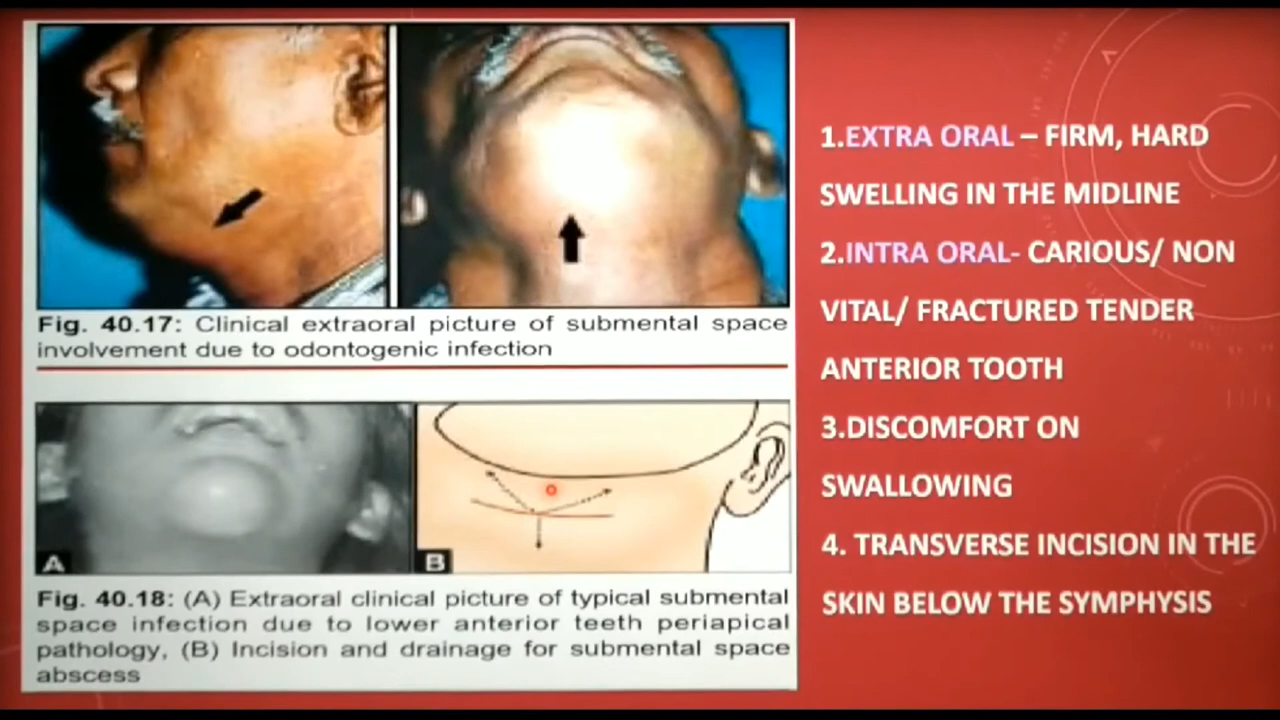 Fig. 40.17: Clinical extraoral picture of submental space
involvement due to odontogenic infection
A
B
Fig. 40.18: (A) Extraoral clinical picture of typical submental
space infection due to lower anterior teeth periapical
pathology, (B) Incision and drainage for submental space
abscess
1.EXTRA ORAL – FIRM, HARD
SWELLING IN THE MIDLINE
2.INTRA ORAL- CARIOUS/ NON
VITAL/ FRACTURED TENDER
ANTERIOR TOOTH
3.DISCOMFORT ON
SWALLOWING
4. TRANSVERSE INCISION IN THE
SKIN BELOW THE SYMPHYSIS